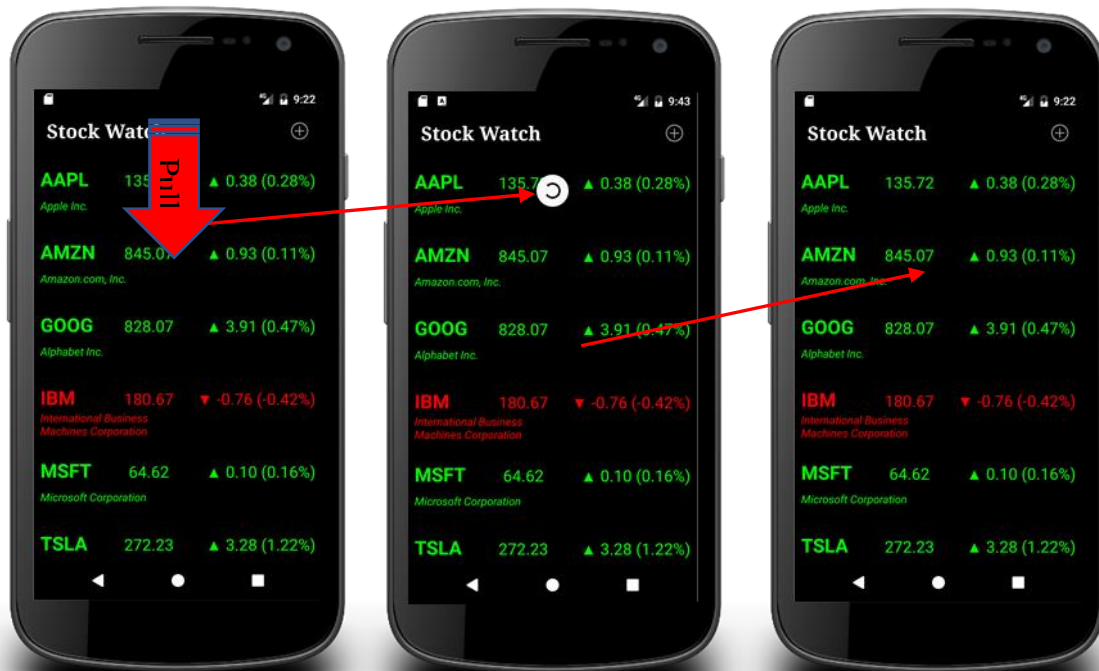 9:22
Stock Watc
Pull
AAPL 135 ▲ 0.38 (0.28%)
Apple Inc.
AMZN 845.07 ▲ 0.93 (0.11%)
Amazon.com, Inc.
GOOG 828.07 ▲ 3.91 (0.47%)
Alphabet Inc.
IBM 180.67 ▼ -0.76 (-0.42%)
International Business
Machines Corporation
MSFT 64.62 ▲ 0.10 (0.16%)
Microsoft Corporation
TSLA 272.23 ▲ 3.28 (1.22%)
A 4G 9:43
Stock Watch
AAPL 135.7 ▲ 0.38 (0.28%)
Apple Inc.
AMZN 845.07 ▲ 0.93 (0.11%)
Amazon.com, Inc.
GOOG 828.07 ▲ 3.91 (0.47%)
Alphabet Inc.
IBM 180.67 ▼ -0.76 (-0.42%)
International Business
Machines Corporation
MSFT 64.62 ▲ 0.10 (0.16%)
Microsoft Corporation
TSLA 272.23 ▲ 3.28 (1.22%)
4G 9:22
Stock Watch
AAPL 135.72 ▲ 0.38 (0.28%)
Apple Inc.
AMZN 845.07 ▲ 0.93 (0.11%)
Amazon.com, Inc.
GOOG 828.07 ▲ 3.91 (0.47%)
Alphabet Inc.
IBM 180.67 ▼ -0.76 (-0.42%)
International Business
Machines Corporation
MSFT 64.62 ▲ 0.10 (0.16%)
Microsoft Corporation
TSLA 272.23 ▲ 3.28 (1.22%)